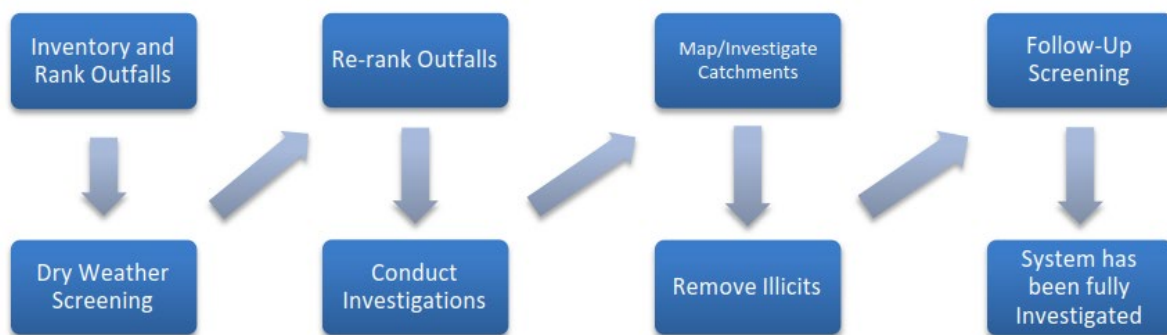 Inventory and
Rank Outfalls
Dry Weather
Screening
Re-rank Outfalls
Conduct
Investigations
Map/Investigate
Catchments
Remove Illicits
Follow-Up
Screening
System has
been fully
Investigated